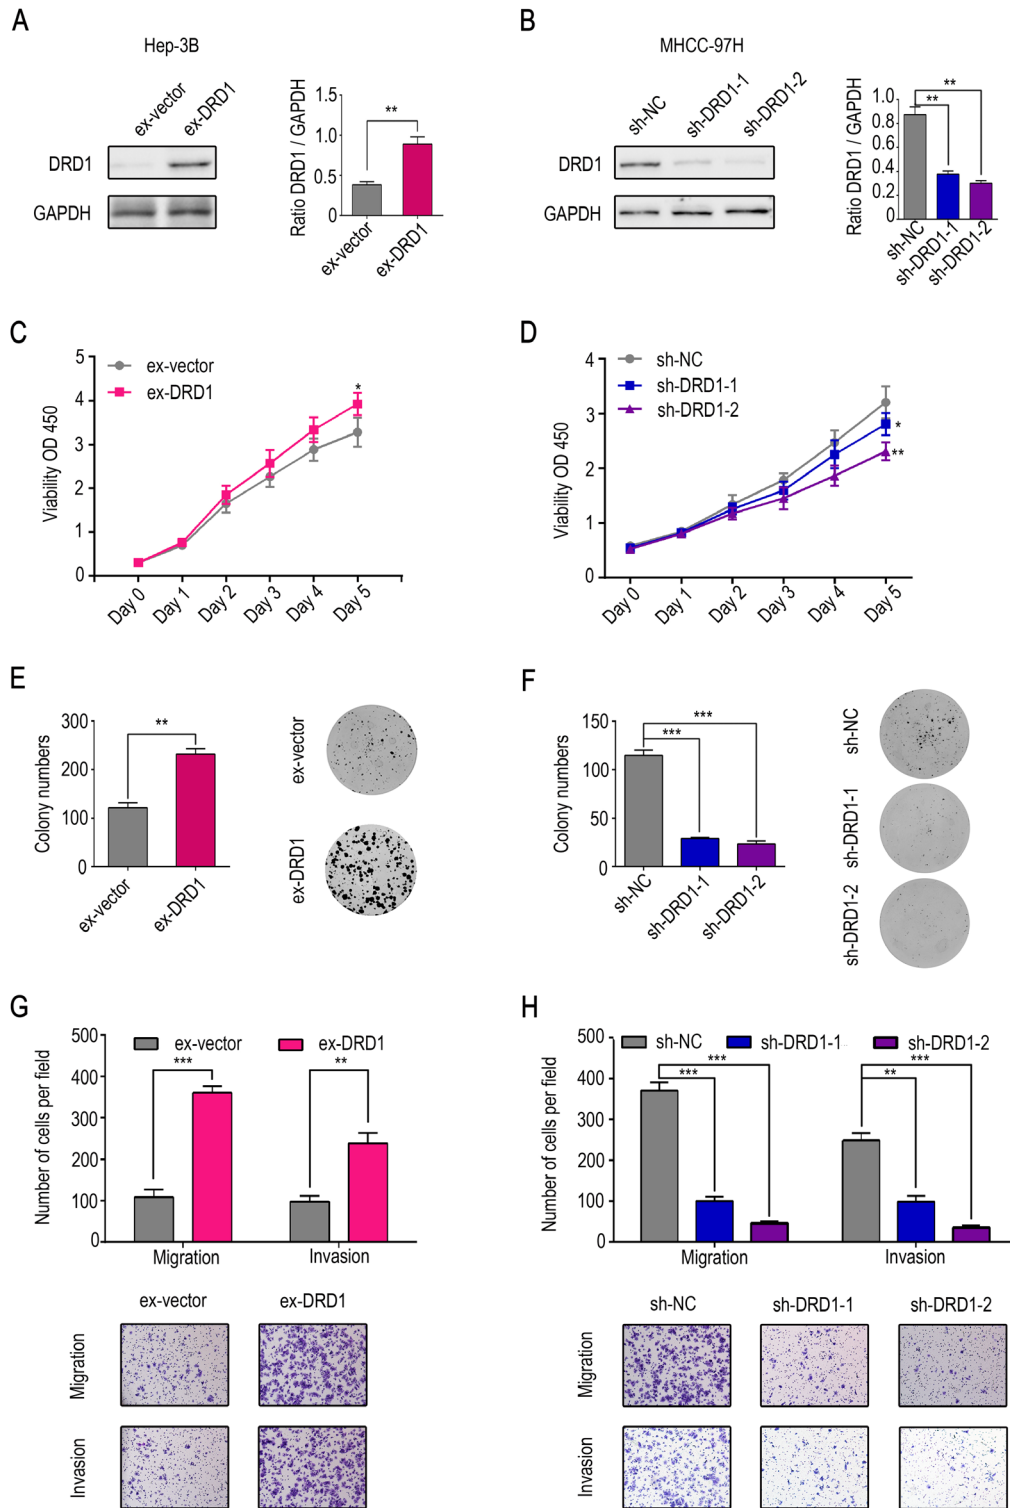 A
Hep-3B
ex-vector
ex-DRD1
DRD1
GAPDH
Ratio DRD1 / GAPDH
1.5
1.0
0.5
0
**
ex-vector
ex-DRD1
B
MHCC-97H
sh-NC
sh-DRD1-1
sh-DRD1-2
DRD1
GAPDH
Ratio DRD1 / GAPDH
1.0
0.8
0.6
0.4
0.2
0
**
**
sh-NC
sh-DRD1-1
sh-DRD1-2
C
Viability OD 450
5
4
3
2
1
0
ex-vector
ex-DRD1
*
Day 0
Day 1
Day 2
Day 3
Day 4
Day 5
D
Viability OD 450
4
3
2
1
0
sh-NC
sh-DRD1-1
sh-DRD1-2
*
**
Day 0
Day 1
Day 2
Day 3
Day 4
Day 5
E
Colony numbers
300
200
100
0
**
ex-vector
ex-DRD1
ex-vector
ex-DRD1
F
Colony numbers
150
100
50
0
***
***
sh-NC
sh-DRD1-1
sh-DRD1-2
sh-NC
sh-DRD1-1
sh-DRD1-2
G
Number of cells per field
500
400
300
200
100
0
ex-vector
ex-DRD1
***
**
Migration
Invasion
ex-vector
ex-DRD1
Migration
Invasion
H
Number of cells per field
500
400
300
200
100
0
sh-NC
sh-DRD1-1
sh-DRD1-2
***
***
***
**
Migration
Invasion
sh-NC
sh-DRD1-1
sh-DRD1-2
Migration
Invasion